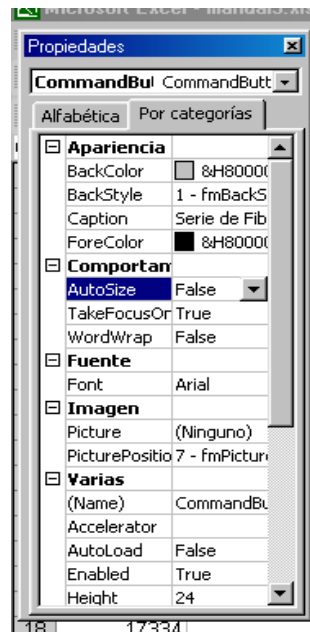 Microsoft Excel - manual3.xls
Propiedades
CommandBu CommandButt
Alfabética Por categorías
Apariencia
BackColor &H80000
BackStyle 1 - fmBackS
Caption Serie de Fib
ForeColor &H80000
Comportan
AutoSize False
TakeFocusOn True
WordWrap False
Fuente
Font Arial
Imagen
Picture (Ninguno)
PicturePositio 7 - fmPictur
Varias
(Name) CommandBu
Accelerator
AutoLoad False
Enabled True
Height 24
18 17334